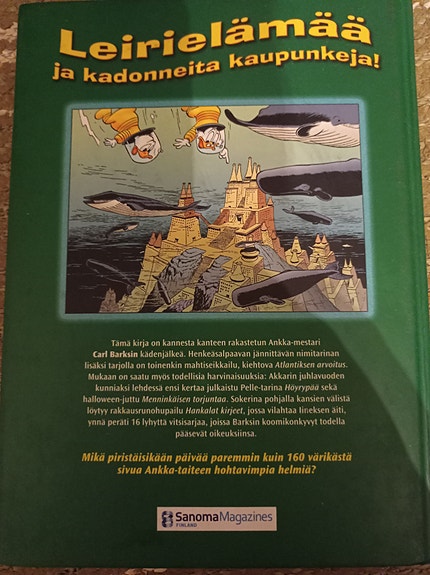 Leirielämää
ja kadonneita kaupunkeja!
Tämä kirja on kannesta kanteen rakastetun Ankka-mestari
Carl Barksin kädenjälkeä. Henkeäsalpaavan jännittävän nimitarinan
lisäksi tarjolla on toinenkin mahtiseikkailu, kiehtova Atlantiksen arvoitus.
Mukaan on saatu myös todellisia harvinaisuuksia: Akkarin juhlavuoden
kunniaksi lehdessä ensi kertaa julkaistu Pelle-tarina Höyrypää sekä
halloween-juttu Menninkäisen torjuntaa. Sokerina pohjalla kansien välistä
löytyy rakkausrunohupailu Hankalat kirjeet, jossa vilahtaa Iineksen äiti,
ynnä peräti 16 lyhyttä vitsisarjaa, joissa Barksin koomikonkyvyt todella
pääsevät oikeuksiinsa.
Mikä piristäisikään päivää paremmin kuin 160 värikästä
sivua Ankka-taiteen hohtavimpia helmiä?
SanomaMagazines
FINLAND